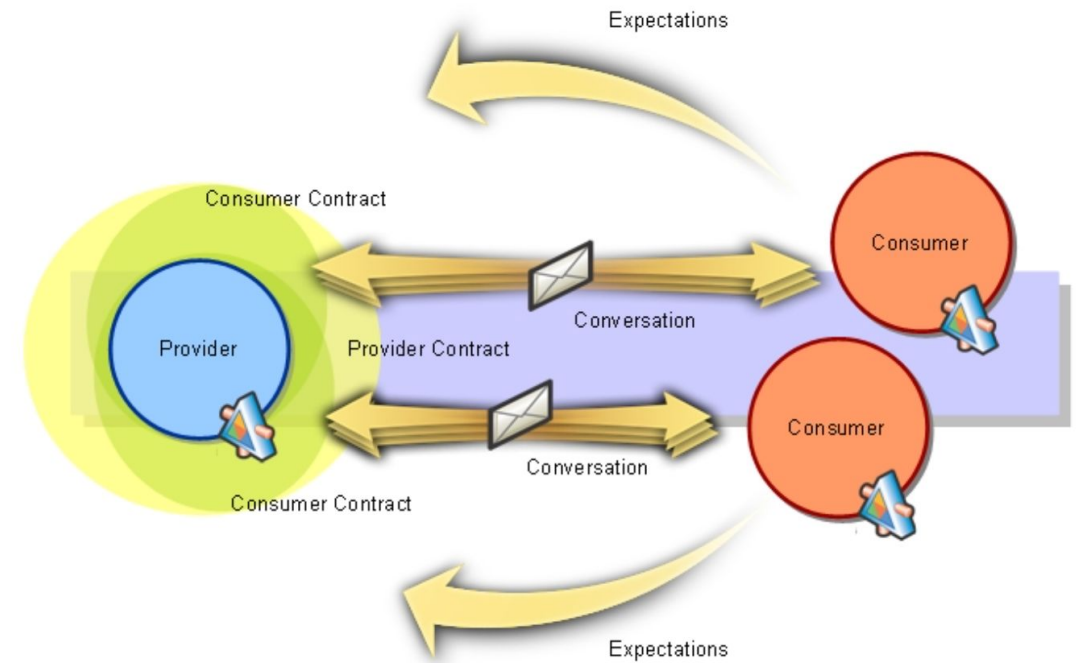 Expectations
Consumer Contract
Consumer
Conversation
Provider
Provider Contract
Consumer
Conversation
Consumer Contract
Expectations